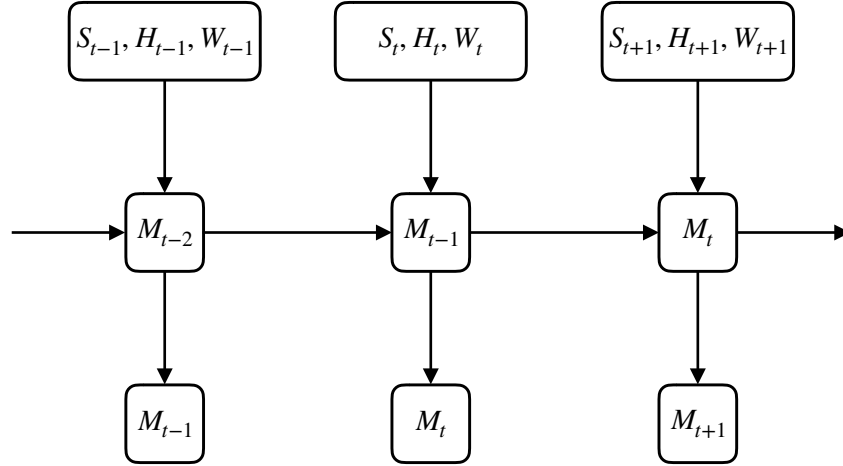 S_{t−1}, H_{t−1}, W_{t−1}
S_t, H_t, W_t
S_{t+1}, H_{t+1}, W_{t+1}
M_{t−2}
M_{t−1}
M_t
M_{t−1}
M_t
M_{t+1}